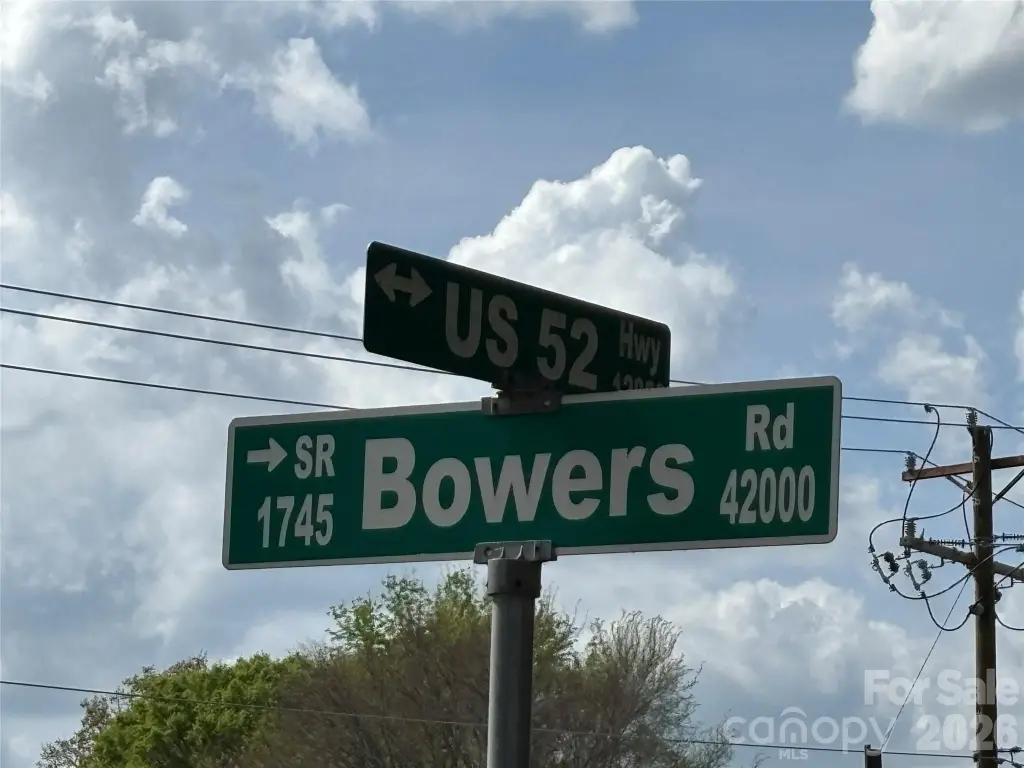 US 52 Hwy
SR Bowers Rd
1745 42000
For Sale
canopy
MLS
2026